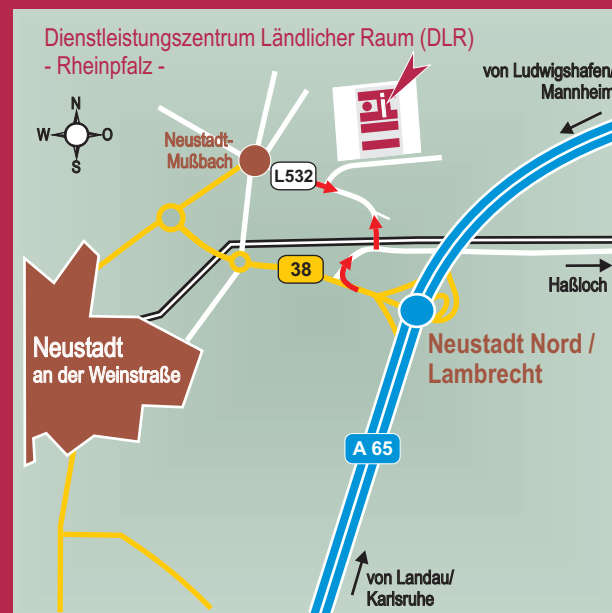 Dienstleistungszentrum Ländlicher Raum (DLR)
- Rheinpfalz -
von Ludwigshafen/
Mannheim
N
W
O
S
Neustadt-
Mußbach
i
L532
38
Haßloch
Neustadt
an der Weinstraße
Neustadt Nord /
Lambrecht
A 65
von Landau/
Karlsruhe